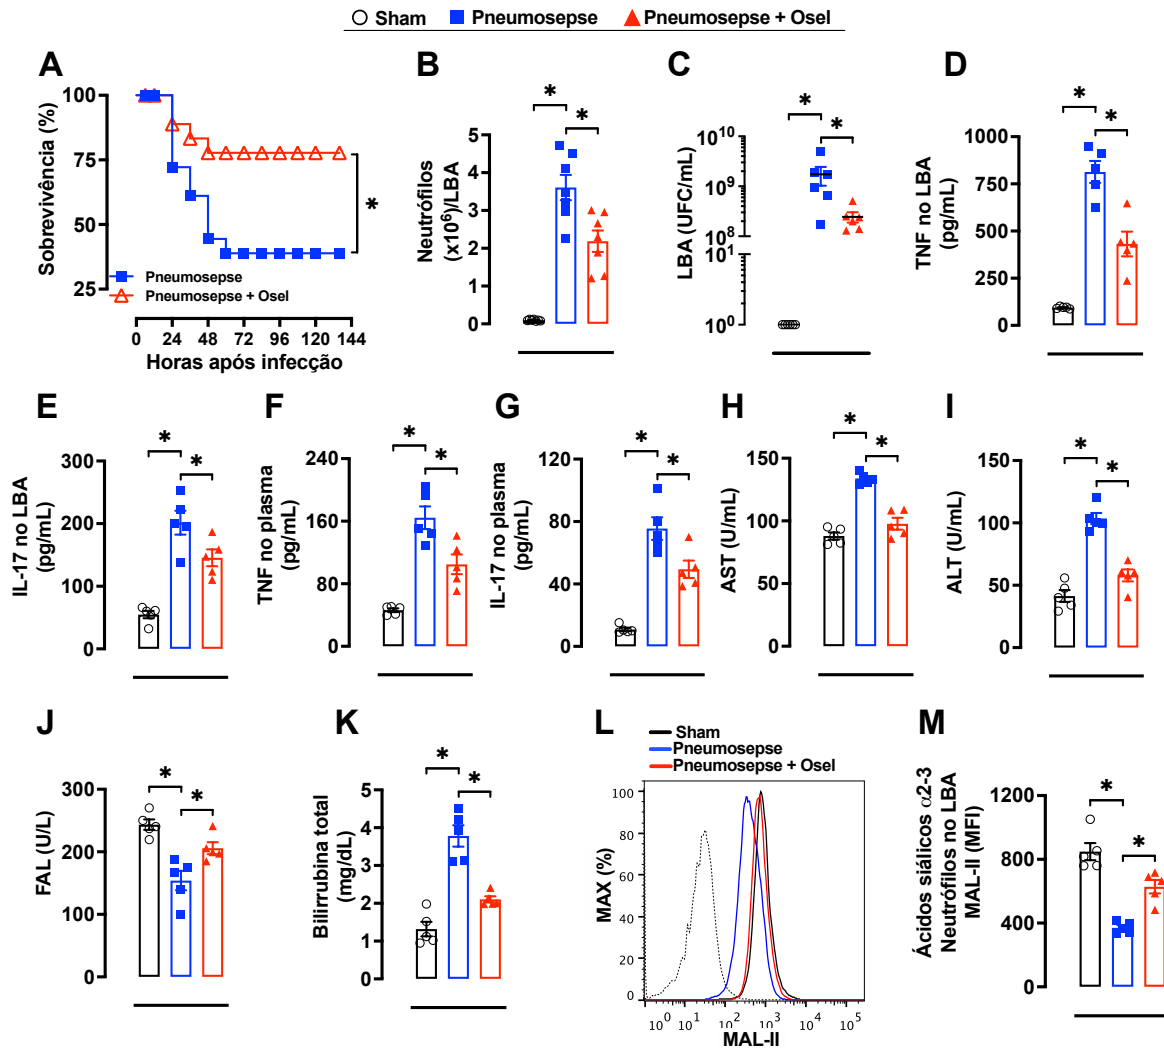 Sham Pneumosepse Pneumosepse + Osel
A
Sobrevivência (%)
100
75
50
25
*
Pneumosepse
Pneumosepse + Osel
0 24 48 72 96 120 144
Horas após infecção
B
Neutrófilos
(x10⁶)/LBA
5
4
3
2
1
0
*
*
C
LBA (UFC/mL)
10¹⁰
10⁹
10⁸
10¹
10⁰
*
*
D
TNF no LBA
(pg/mL)
1000
750
500
250
0
*
*
E
IL-17 no LBA
(pg/mL)
300
200
100
0
*
*
F
TNF no plasma
(pg/mL)
240
160
80
0
*
*
G
IL-17 no plasma
(pg/mL)
120
80
40
0
*
*
H
AST (U/mL)
150
100
50
0
*
*
I
ALT (U/mL)
150
100
50
0
*
*
J
FAL (U/L)
300
200
100
0
*
*
K
Bilirrubina total
(mg/dL)
5
4
3
2
1
0
*
*
L
Sham
Pneumosepse
Pneumosepse + Osel
MAX (%)
100
80
60
40
20
0
10⁰ 10¹ 10² 10³ 10⁴ 10⁵
MAL-II
M
Ácidos siálicos α2-3
Neutrófilos no LBA
MAL-II (MFI)
1200
800
400
0
*
*